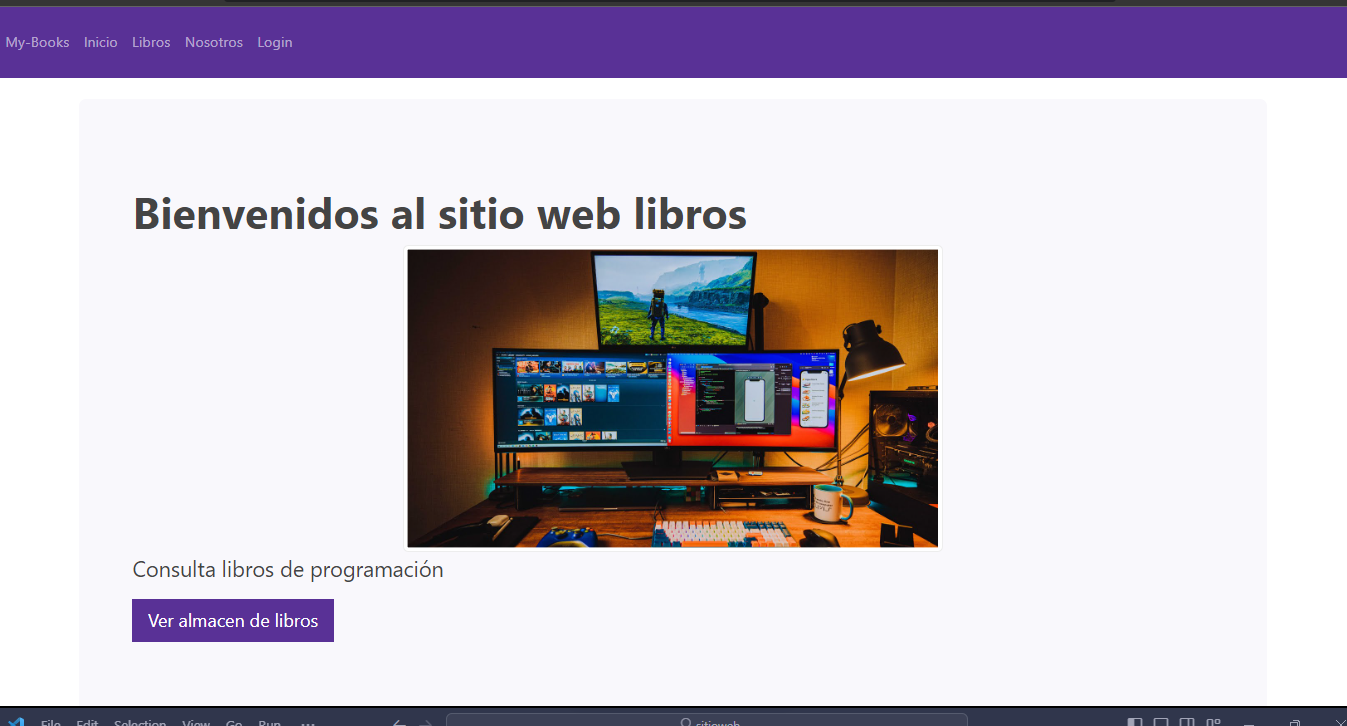 My-Books Inicio Libros Nosotros Login
Bienvenidos al sitio web libros
Consulta libros de programación
Ver almacen de libros
File Edit Selection View Go Run ... sitioweb